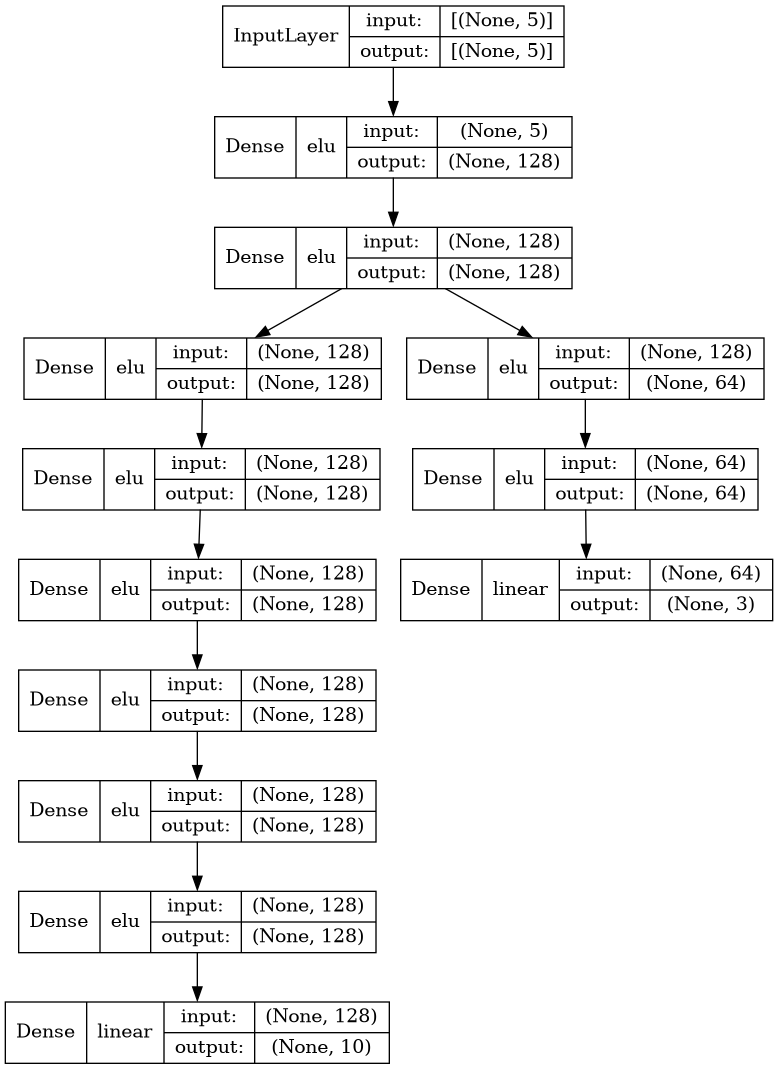 InputLayer input: [(None, 5)]
output: [(None, 5)]
Dense elu input: (None, 5)
output: (None, 128)
Dense elu input: (None, 128)
output: (None, 128)
Dense elu input: (None, 128)
output: (None, 128)
Dense elu input: (None, 128)
output: (None, 64)
Dense elu input: (None, 128)
output: (None, 128)
Dense elu input: (None, 64)
output: (None, 64)
Dense elu input: (None, 128)
output: (None, 128)
Dense linear input: (None, 64)
output: (None, 3)
Dense elu input: (None, 128)
output: (None, 128)
Dense elu input: (None, 128)
output: (None, 128)
Dense elu input: (None, 128)
output: (None, 128)
Dense linear input: (None, 128)
output: (None, 10)